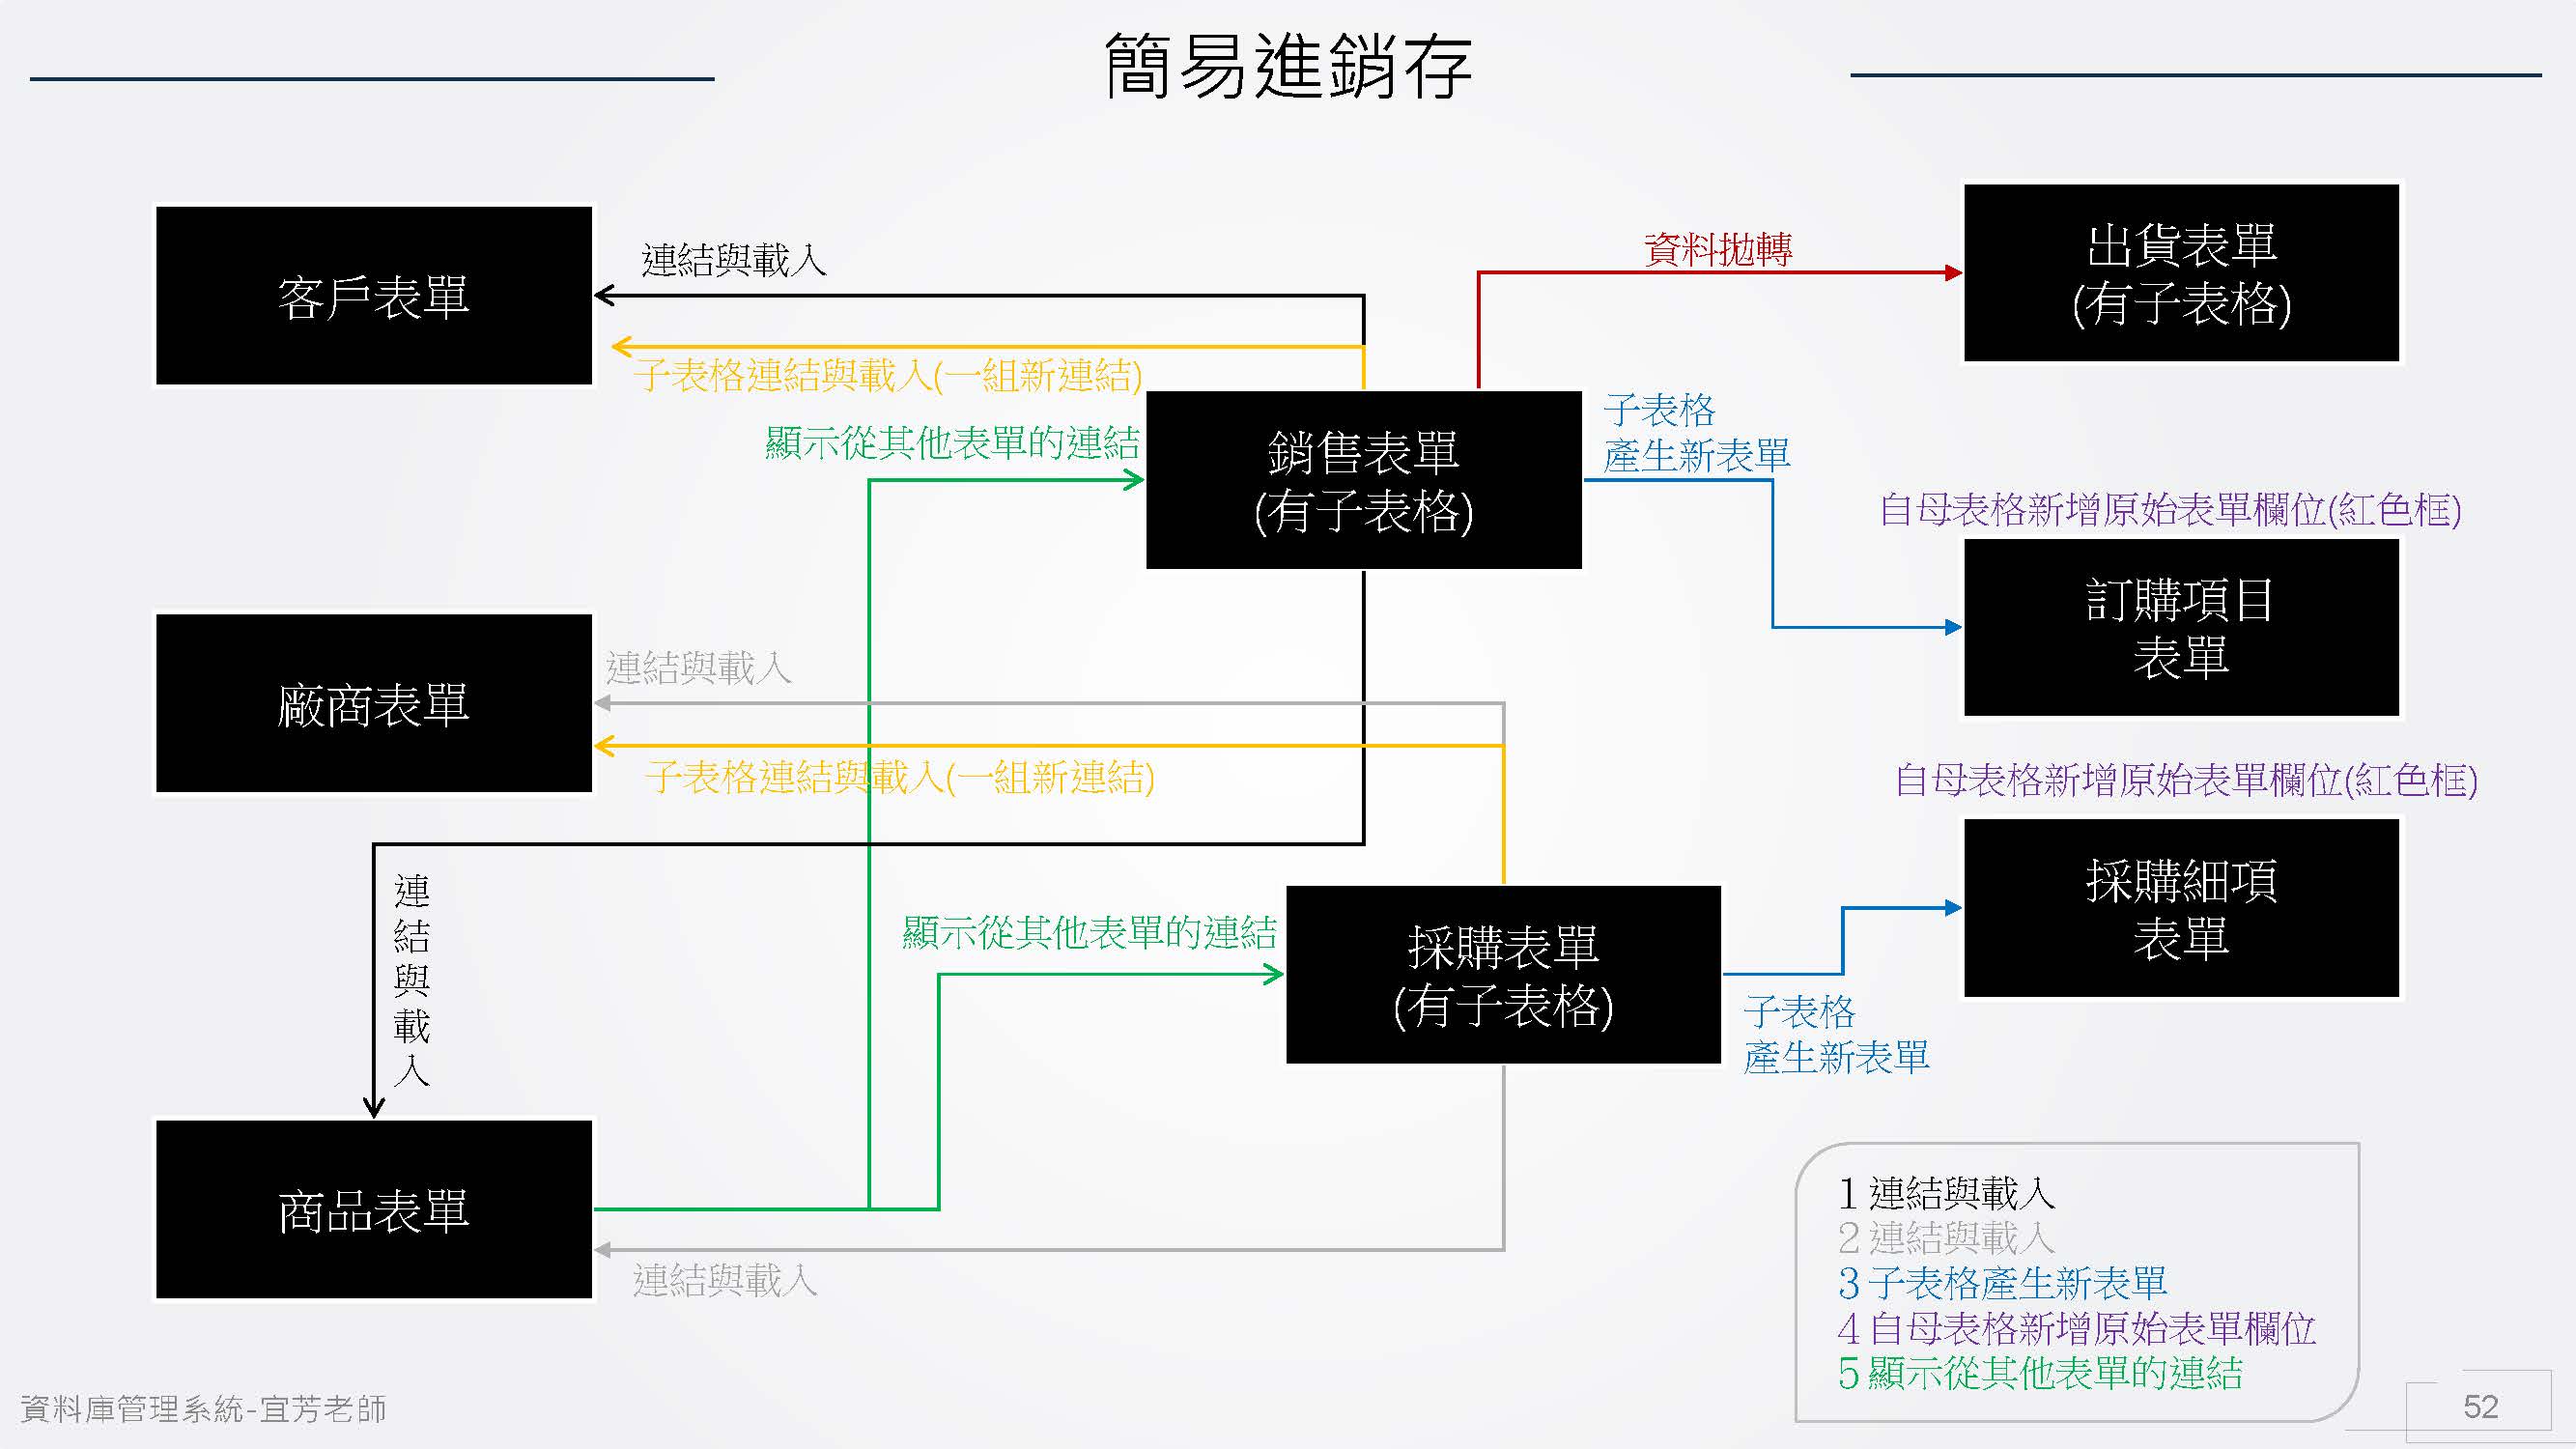 簡易進銷存
客戶表單
連結與載入
子表格連結與載入(一組新連結)
資料拋轉
出貨表單
(有子表格)
顯示從其他表單的連結
銷售表單
(有子表格)
子表格
產生新表單
自母表格新增原始表單欄位(紅色框)
訂購項目
表單
廠商表單
連結與載入
子表格連結與載入(一組新連結)
自母表格新增原始表單欄位(紅色框)
採購細項
表單
連
結
與
載
入
顯示從其他表單的連結
採購表單
(有子表格)
子表格
產生新表單
商品表單
連結與載入
1 連結與載入
2 連結與載入
3 子表格產生新表單
4 自母表格新增原始表單欄位
5 顯示從其他表單的連結
資料庫管理系統-宜芳老師
52